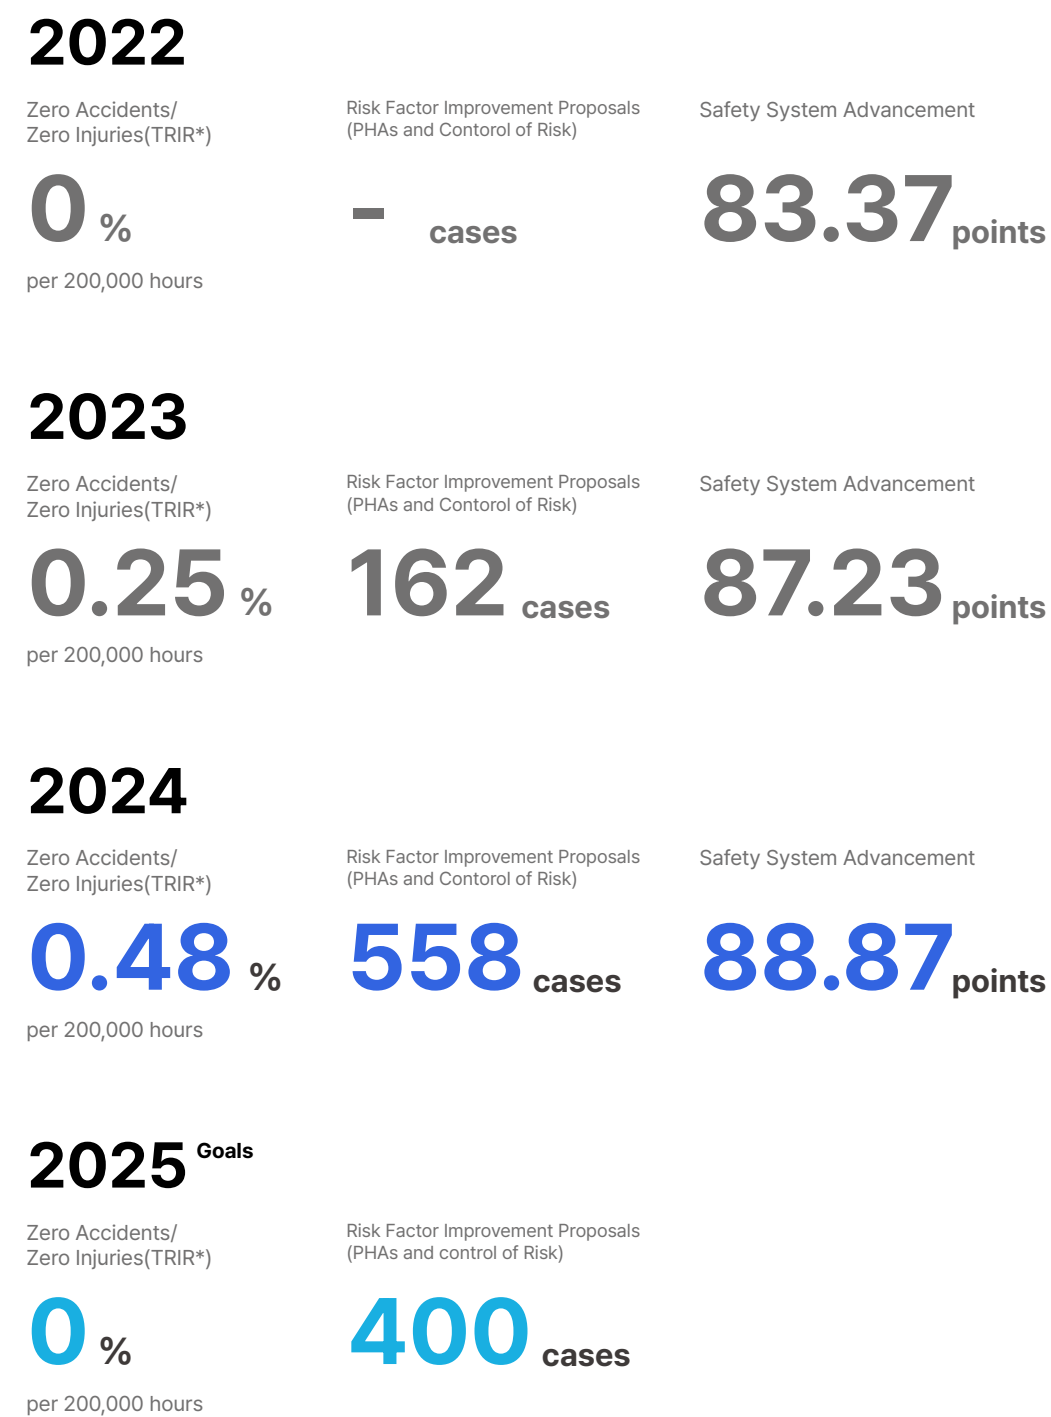 2022
Zero Accidents/
Zero Injuries(TRIR*)
0 %
per 200,000 hours
Risk Factor Improvement Proposals
(PHAs and Contorol of Risk)
- cases
Safety System Advancement
83.37 points
2023
Zero Accidents/
Zero Injuries(TRIR*)
0.25 %
per 200,000 hours
Risk Factor Improvement Proposals
(PHAs and Contorol of Risk)
162 cases
Safety System Advancement
87.23 points
2024
Zero Accidents/
Zero Injuries(TRIR*)
0.48 %
per 200,000 hours
Risk Factor Improvement Proposals
(PHAs and Contorol of Risk)
558 cases
Safety System Advancement
88.87 points
2025 Goals
Zero Accidents/
Zero Injuries(TRIR*)
0 %
per 200,000 hours
Risk Factor Improvement Proposals
(PHAs and control of Risk)
400 cases